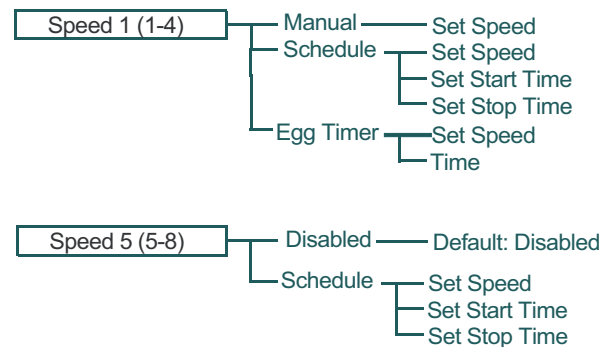 Speed 1 (1-4) Manual Set Speed
Schedule Set Speed
Set Start Time
Set Stop Time
Egg Timer Set Speed
Time
Speed 5 (5-8) Disabled Default: Disabled
Schedule Set Speed
Set Start Time
Set Stop Time